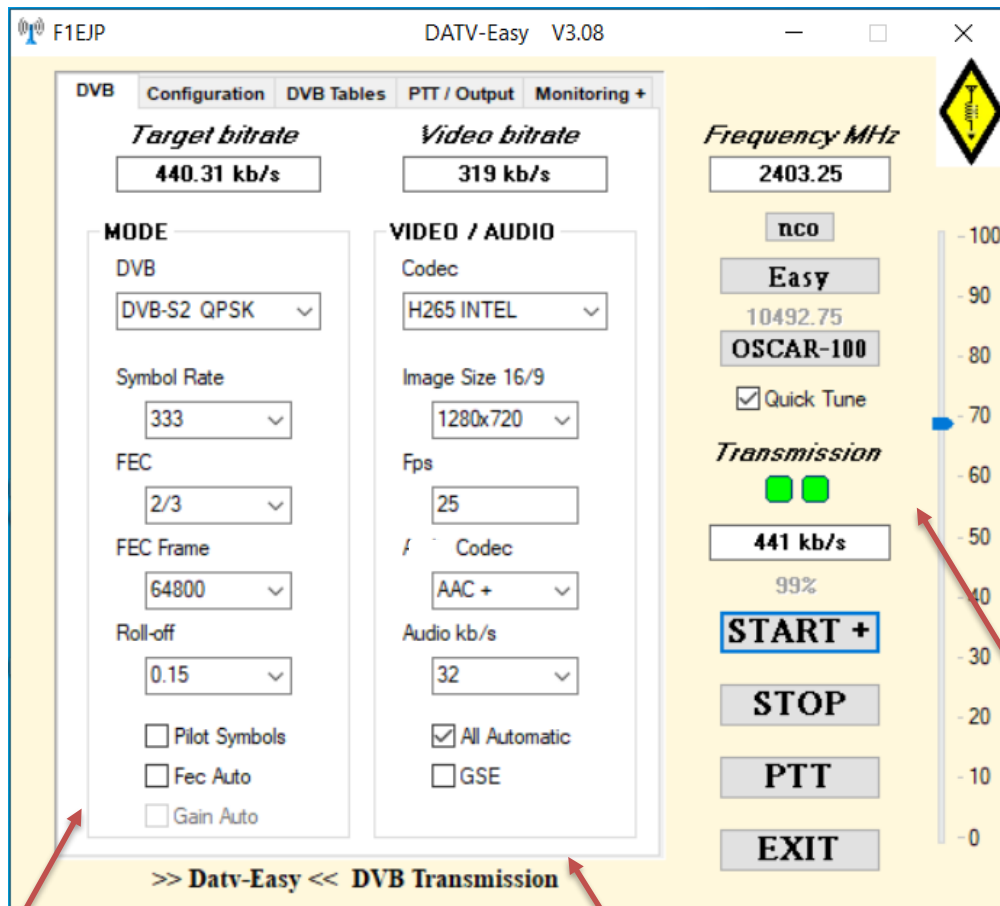 F1EJP DATV-Easy V3.08
DVB Configuration DVB Tables PTT / Output Monitoring +
Target bitrate Video bitrate
440.31 kb/s 319 kb/s
MODE
DVB
DVB-S2 QPSK
Symbol Rate
333
FEC
2/3
FEC Frame
64800
Roll-off
0.15
Pilot Symbols
Fec Auto
Gain Auto
VIDEO / AUDIO
Codec
H265 INTEL
Image Size 16/9
1280x720
Fps
25
Codec
AAC +
Audio kb/s
32
All Automatic
GSE
>> Datv-Easy << DVB Transmission
Frequency MHz
2403.25
nco
Easy
10492.75
OSCAR-100
Quick Tune
Transmission
441 kb/s
99%
START +
STOP
PTT
EXIT
100
90
80
70
60
50
40
30
20
10
0